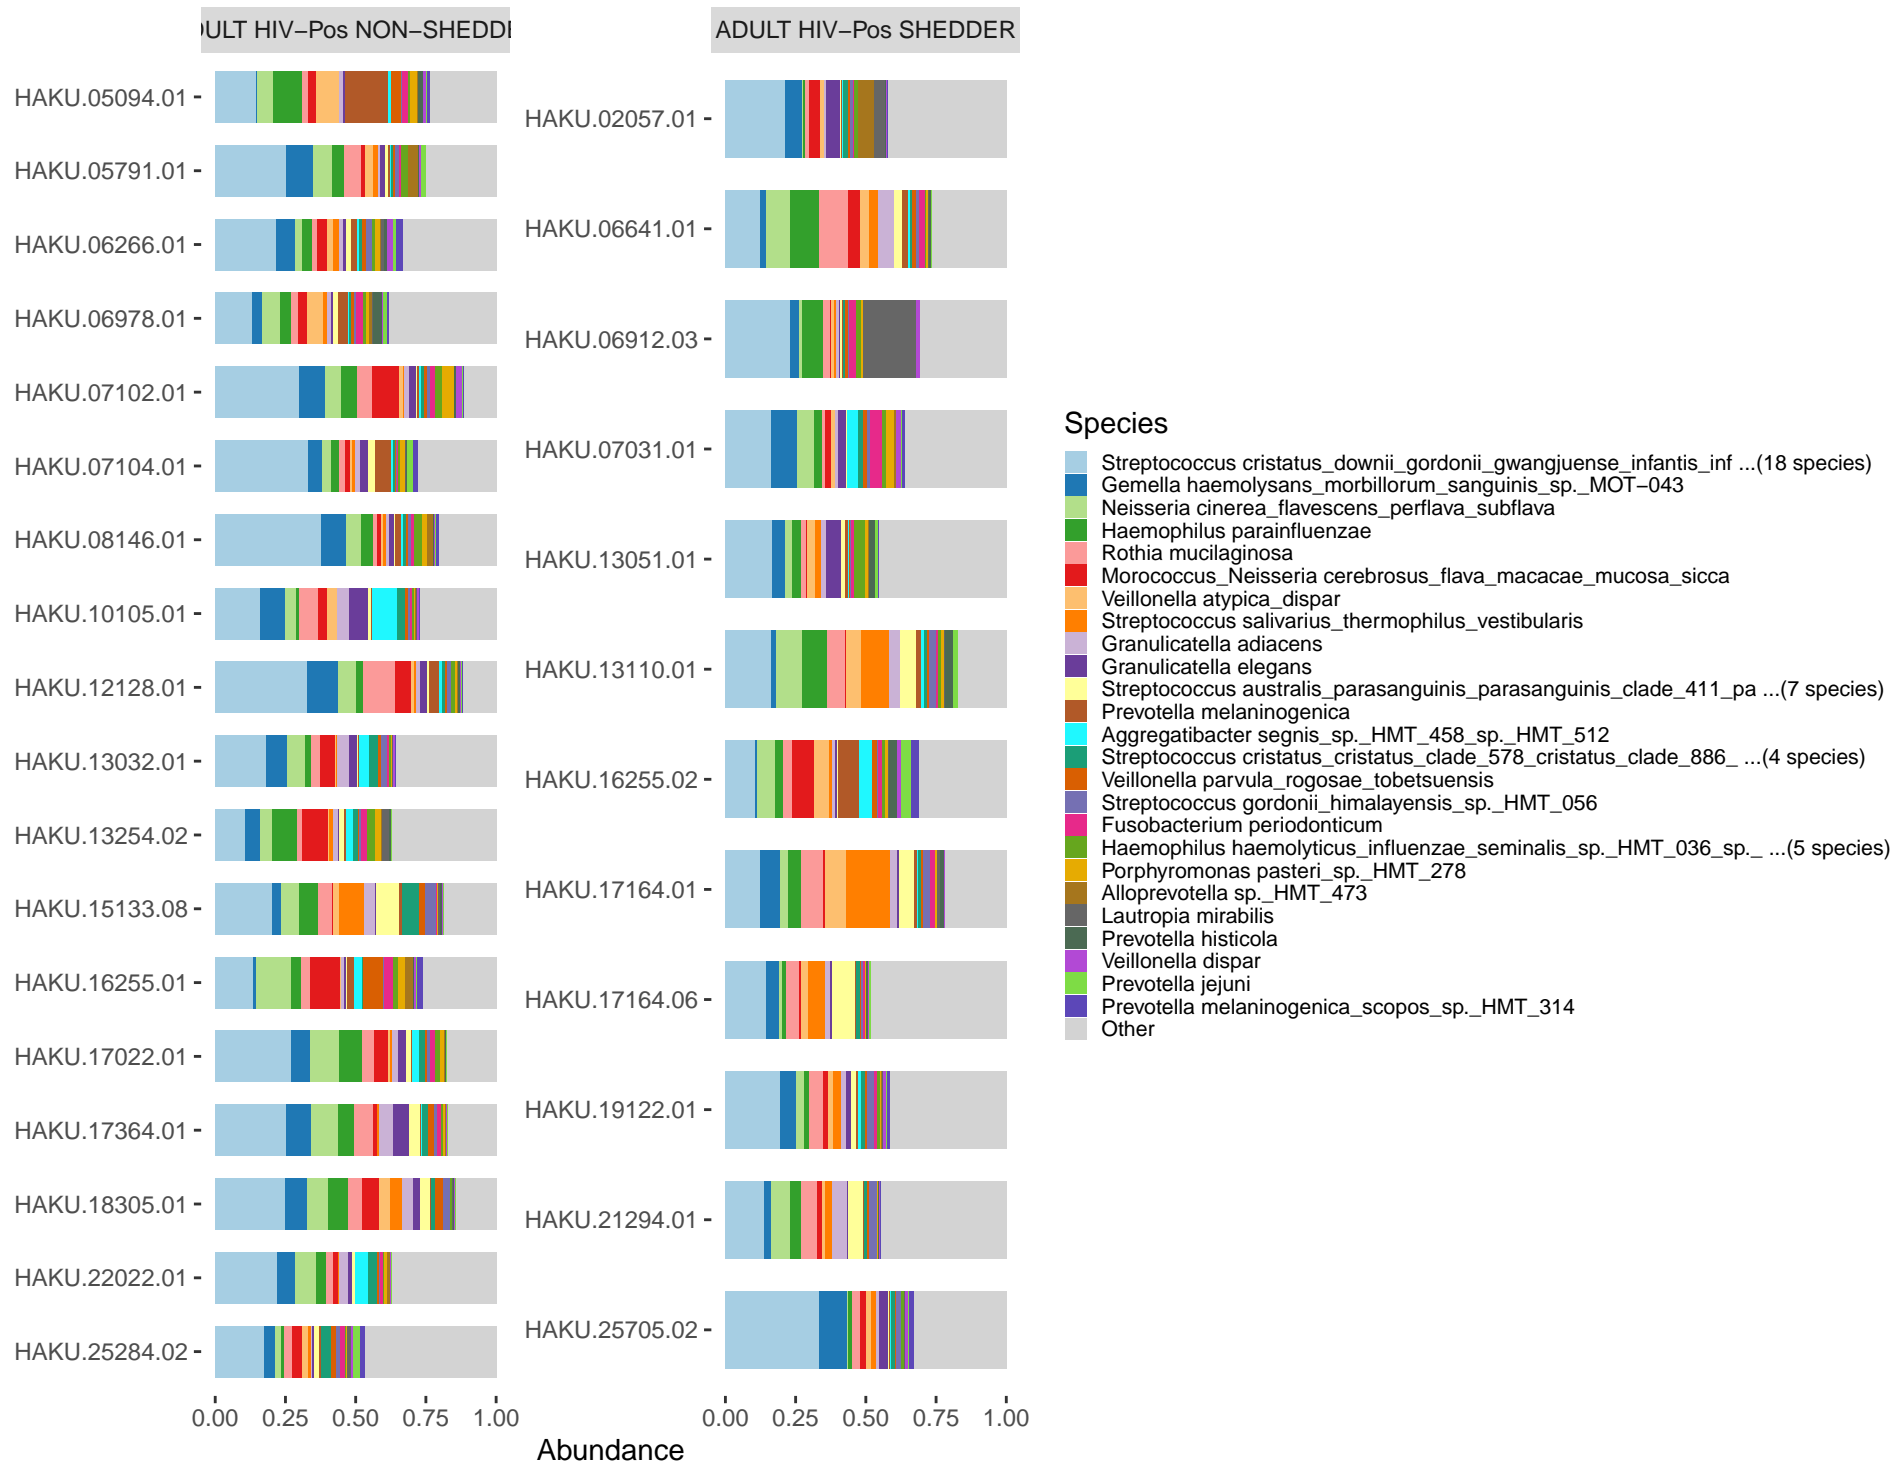 ULT HIV−Pos NON−SHEDD
ADULT HIV−Pos SHEDDER
HAKU.05094.01
HAKU.05791.01
HAKU.06266.01
HAKU.06978.01
HAKU.07102.01
HAKU.07104.01
HAKU.08146.01
HAKU.10105.01
HAKU.12128.01
HAKU.13032.01
HAKU.13254.02
HAKU.15133.08
HAKU.16255.01
HAKU.17022.01
HAKU.17364.01
HAKU.18305.01
HAKU.22022.01
HAKU.25284.02
0.00 0.25 0.50 0.75 1.00
HAKU.02057.01
HAKU.06641.01
HAKU.06912.03
HAKU.07031.01
HAKU.13051.01
HAKU.13110.01
HAKU.16255.02
HAKU.17164.01
HAKU.17164.06
HAKU.19122.01
HAKU.21294.01
HAKU.25705.02
0.00 0.25 0.50 0.75 1.00
Abundance
Species
Streptococcus cristatus_downii_gordonii_gwangjuense_infantis_inf ...(18 species)
Gemella haemolysans_morbillorum_sanguinis_sp._MOT−043
Neisseria cinerea_flavescens_perflava_subflava
Haemophilus parainfluenzae
Rothia mucilaginosa
Morococcus_Neisseria cerebrosus_flava_macacae_mucosa_sicca
Veillonella atypica_dispar
Streptococcus salivarius_thermophilus_vestibularis
Granulicatella adiacens
Granulicatella elegans
Streptococcus australis_parasanguinis_parasanguinis_clade_411_pa ...(7 species)
Prevotella melaninogenica
Aggregatibacter segnis_sp._HMT_458_sp._HMT_512
Streptococcus cristatus_cristatus_clade_578_cristatus_clade_886_ ...(4 species)
Veillonella parvula_rogosae_tobetsuensis
Streptococcus gordonii_himalayensis_sp._HMT_056
Fusobacterium periodonticum
Haemophilus haemolyticus_influenzae_seminalis_sp._HMT_036_sp._ ...(5 species)
Porphyromonas pasteri_sp._HMT_278
Alloprevotella sp._HMT_473
Lautropia mirabilis
Prevotella histicola
Veillonella dispar
Prevotella jejuni
Prevotella melaninogenica_scopos_sp._HMT_314
Other